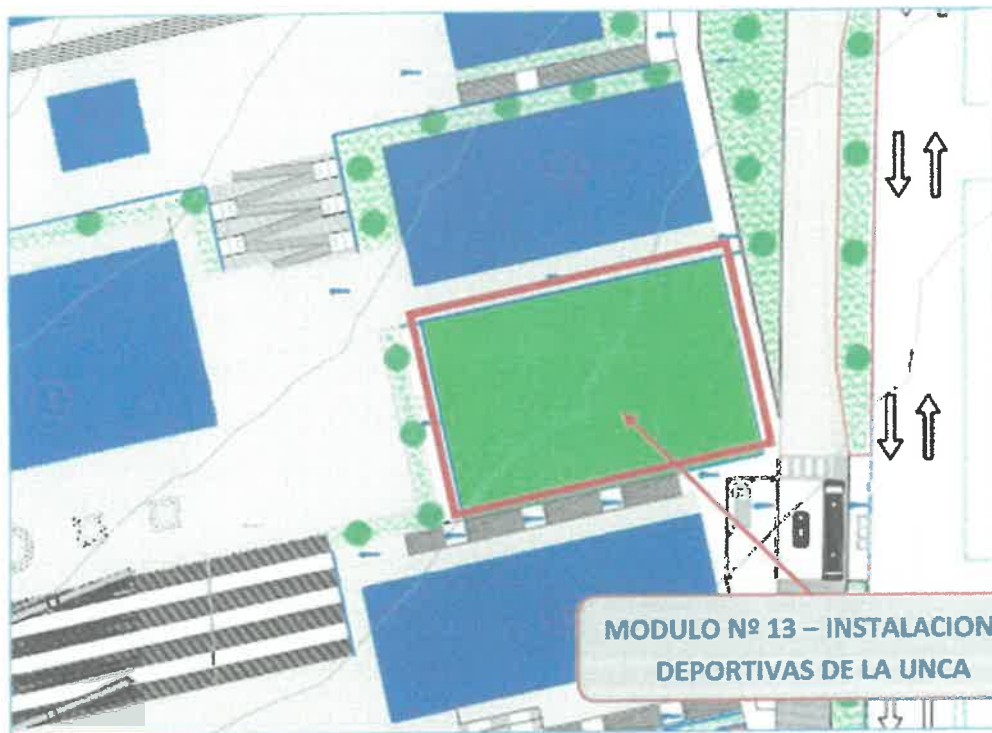 MODULO Nº 13 – INSTALACION
DEPORTIVAS DE LA UNCA